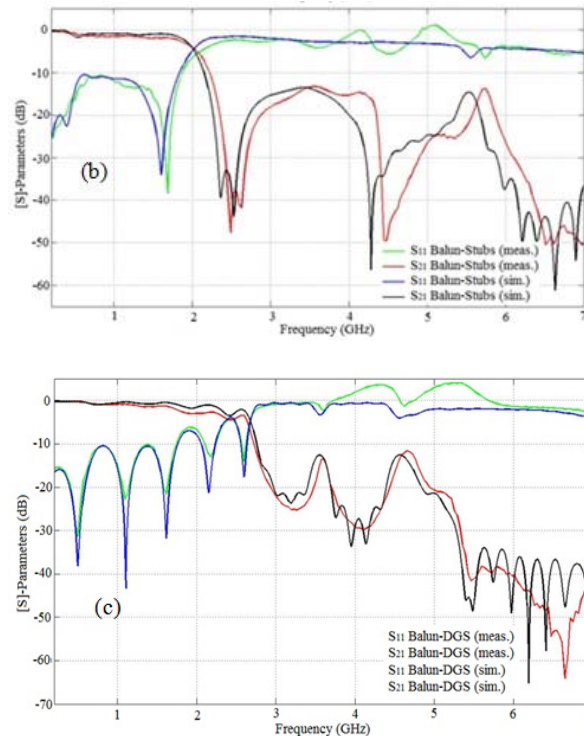 0
-10
-20
-30
-40
-50
-60
[S]-Parameters (dB)
(b)
S11 Balun-Stubs (meas.)
S21 Balun-Stubs (meas.)
S11 Balun-Stubs (sim.)
S21 Balun-Stubs (sim.)
1 2 3 4 5 6 7
Frequency (GHz)
0
-10
-20
-30
-40
-50
-60
-70
[S]-Parameters (dB)
(c)
S11 Balun-DGS (meas.)
S21 Balun-DGS (meas.)
S11 Balun-DGS (sim.)
S21 Balun-DGS (sim.)
1 2 3 4 5 6
Frequency (GHz)